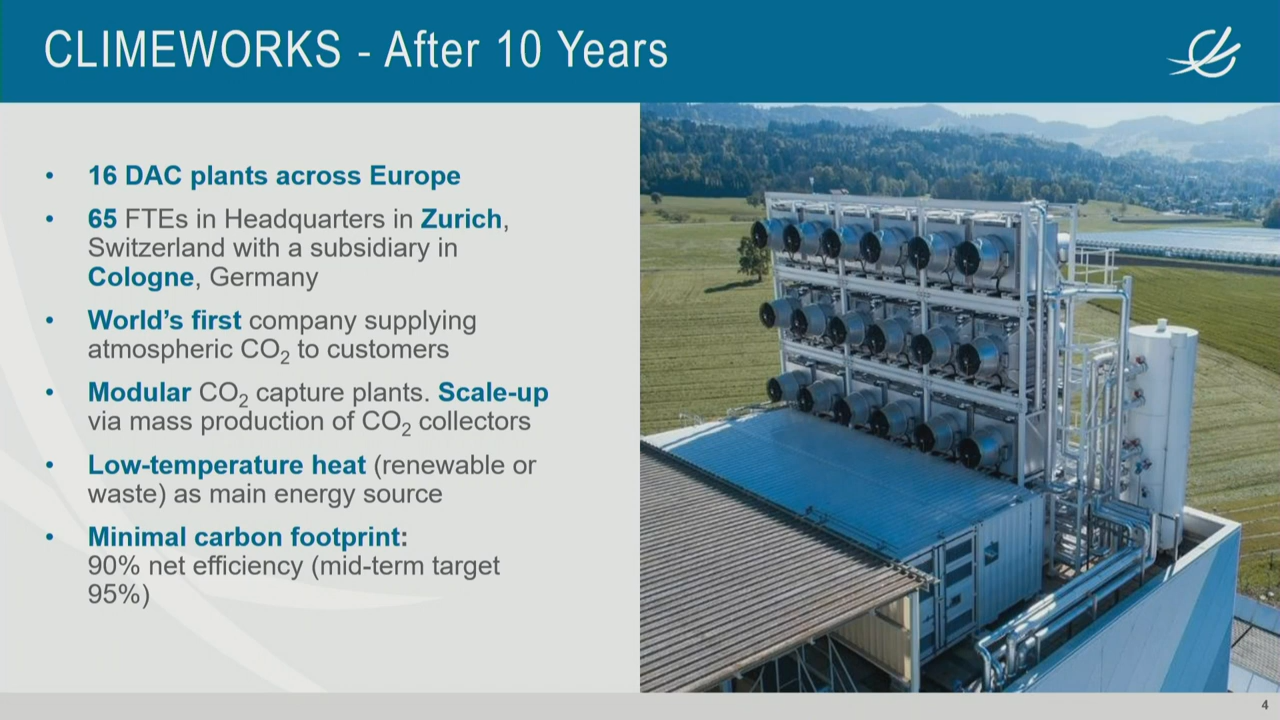 CLIMEWORKS - After 10 Years
• 16 DAC plants across Europe
• 65 FTEs in Headquarters in Zurich,
Switzerland with a subsidiary in
Cologne, Germany
• World’s first company supplying
atmospheric CO₂ to customers
• Modular CO₂ capture plants. Scale-up
via mass production of CO₂ collectors
• Low-temperature heat (renewable or
waste) as main energy source
• Minimal carbon footprint:
90% net efficiency (mid-term target
95%)
4